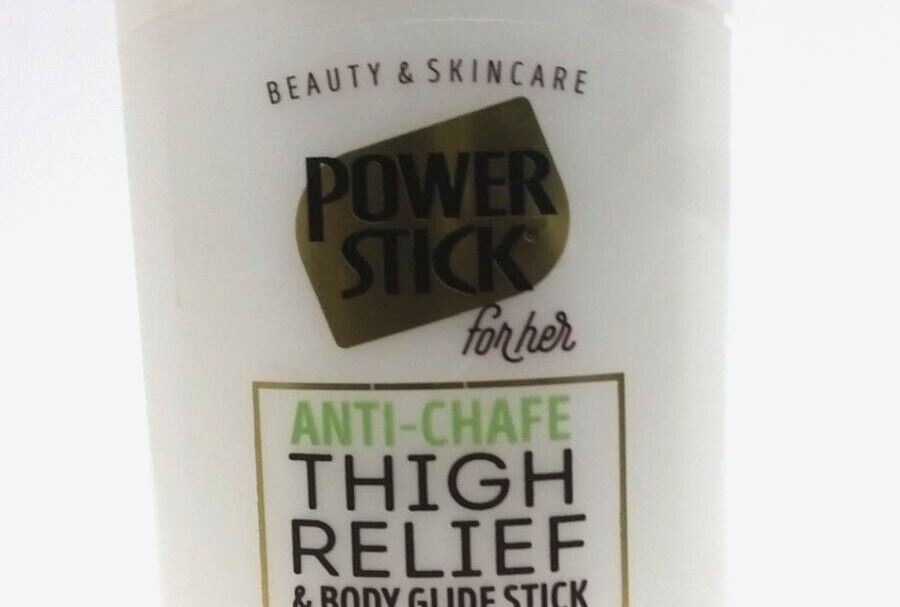 BEAUTY & SKINCARE
POWER
STICK
for her
ANTI-CHAFE
THIGH
RELIEF
& BODY GLIDE STICK